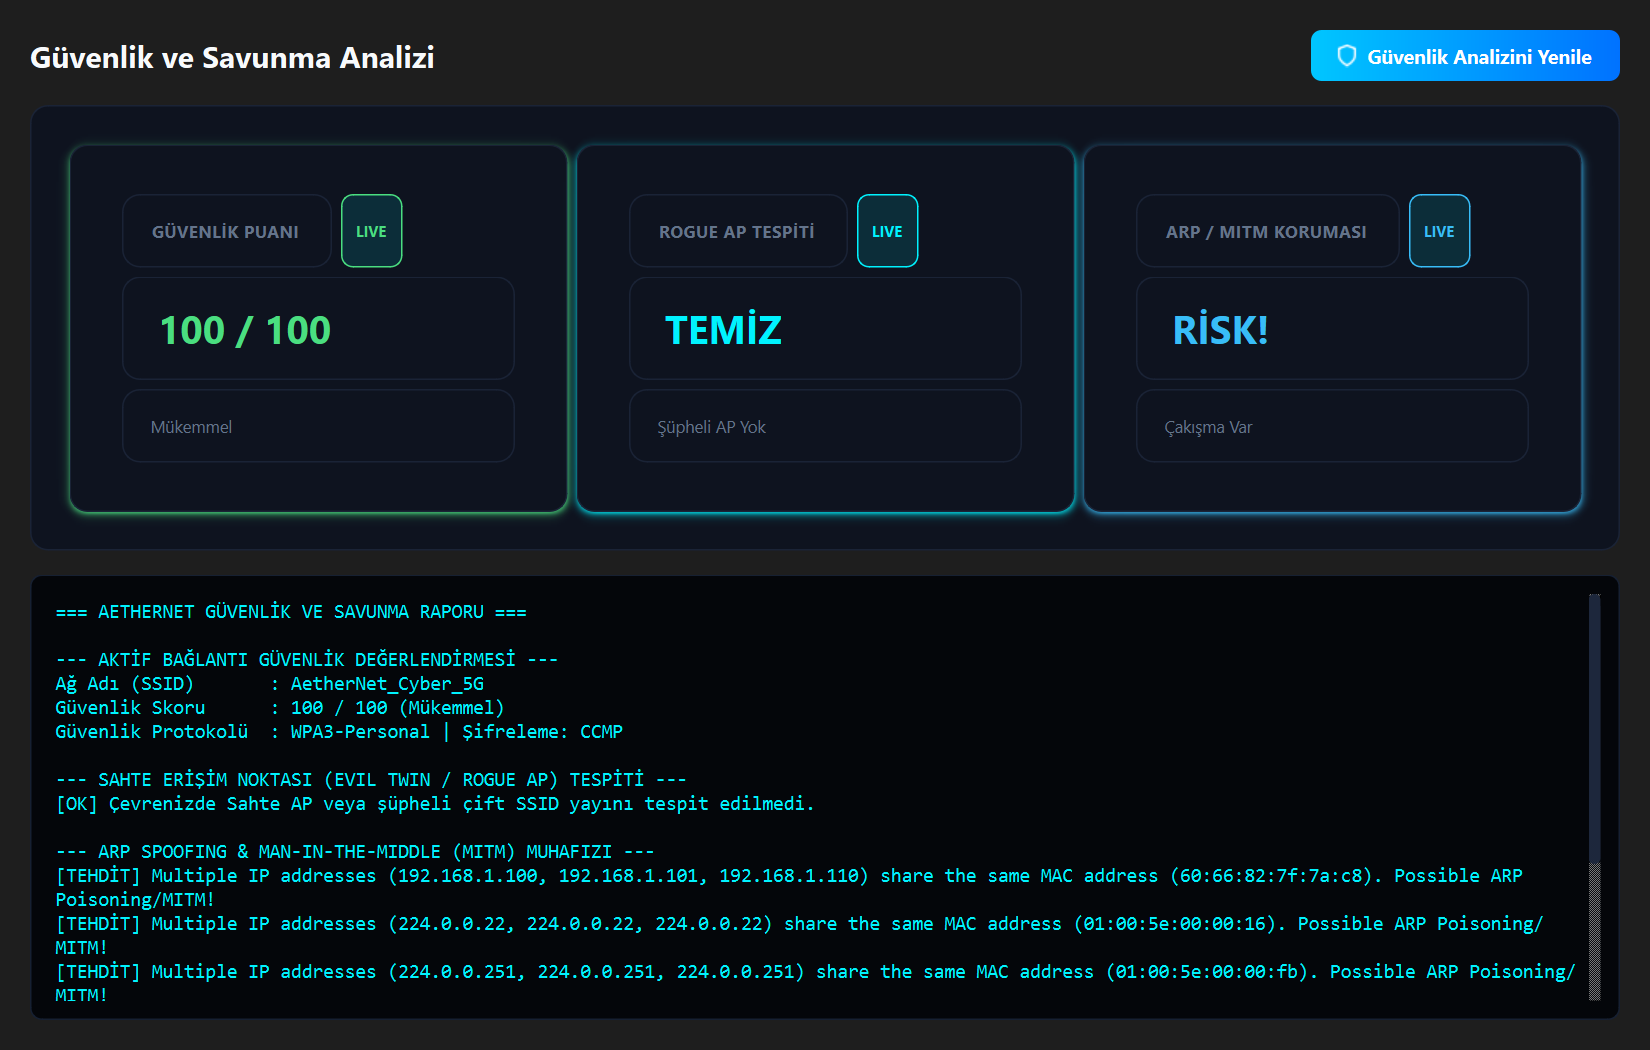 Güvenlik ve Savunma Analizi
Güvenlik Analizini Yenile
GÜVENLİK PUANI
LIVE
100 / 100
Mükemmel
ROGUE AP TESPİTİ
LIVE
TEMİZ
Şüpheli AP Yok
ARP / MITM KORUMASI
LIVE
RİSK!
Çakışma Var
=== AETHERNET GÜVENLİK VE SAVUNMA RAPORU ===
--- AKTİF BAĞLANTI GÜVENLİK DEĞERLENDİRMESİ ---
Ağ Adı (SSID)       : AetherNet_Cyber_5G
Güvenlik Skoru      : 100 / 100 (Mükemmel)
Güvenlik Protokolü  : WPA3-Personal | Şifreleme: CCMP
--- SAHTE ERİŞİM NOKTASI (EVIL TWIN / ROGUE AP) TESPİTİ ---
[OK] Çevrenizde Sahte AP veya şüpheli çift SSID yayını tespit edilmedi.
--- ARP SPOOFING & MAN-IN-THE-MIDDLE (MITM) MUHAFIZI ---
[TEHDİT] Multiple IP addresses (192.168.1.100, 192.168.1.101, 192.168.1.110) share the same MAC address (60:66:82:7f:7a:c8). Possible ARP
Poisoning/MITM!
[TEHDİT] Multiple IP addresses (224.0.0.22, 224.0.0.22, 224.0.0.22) share the same MAC address (01:00:5e:00:00:16). Possible ARP Poisoning/
MITM!
[TEHDİT] Multiple IP addresses (224.0.0.251, 224.0.0.251, 224.0.0.251) share the same MAC address (01:00:5e:00:00:fb). Possible ARP Poisoning/
MITM!